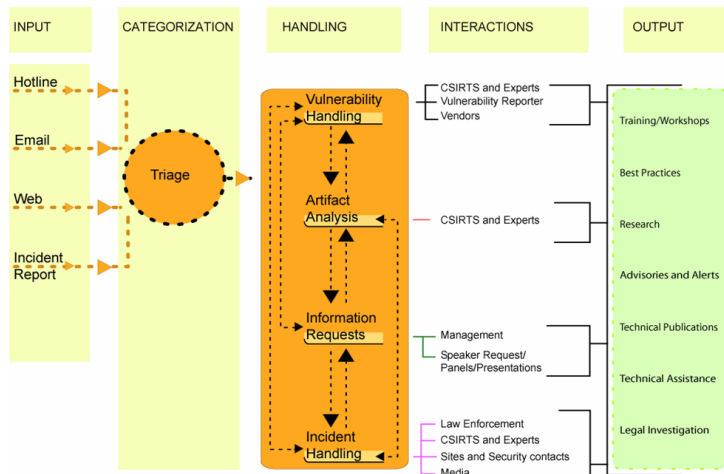 INPUT
CATEGORIZATION
HANDLING
INTERACTIONS
OUTPUT
Hotline
Email
Web
Incident
Report
Triage
Vulnerability
Handling
Artifact
Analysis
Information
Requests
Incident
Handling
CSIRTS and Experts
Vulnerability Reporter
Vendors
CSIRTS and Experts
Management
Speaker Request/
Panels/Presentations
Law Enforcement
CSIRTS and Experts
Sites and Security contacts
Media
Training/Workshops
Best Practices
Research
Advisories and Alerts
Technical Publications
Technical Assistance
Legal Investigation